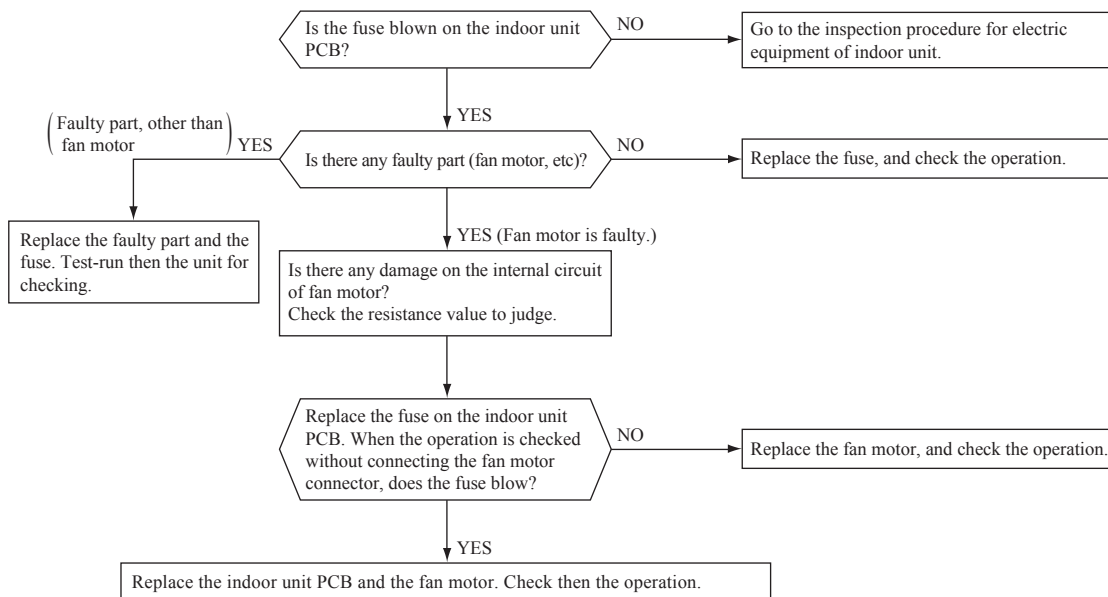 Is the fuse blown on the indoor unit
PCB?
NO
Go to the inspection procedure for electric
equipment of indoor unit.
YES
(Faulty part, other than
fan motor)
YES
Is there any faulty part (fan motor, etc)?
NO
Replace the fuse, and check the operation.
Replace the faulty part and the
fuse. Test-run then the unit for
checking.
YES (Fan motor is faulty.)
Is there any damage on the internal circuit
of fan motor?
Check the resistance value to judge.
Replace the fuse on the indoor unit
PCB. When the operation is checked
without connecting the fan motor
connector, does the fuse blow?
NO
Replace the fan motor, and check the operation.
YES
Replace the indoor unit PCB and the fan motor. Check then the operation.